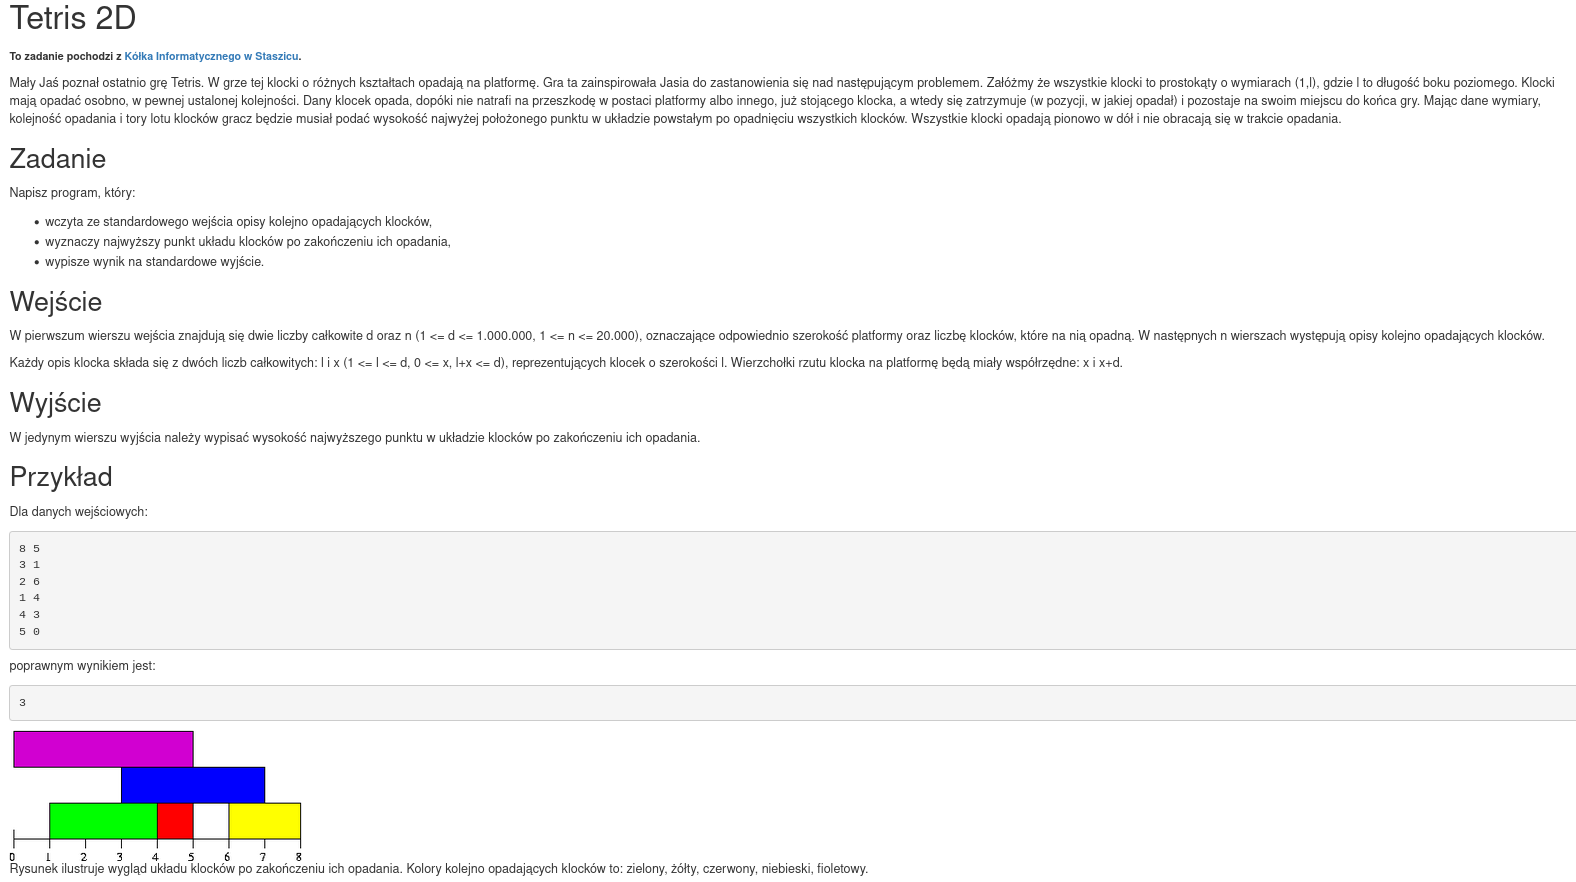 Tetris 2D
To zadanie pochodzi z Kółka Informatycznego w Staszicu.
Mały Jaś poznał ostatnio grę Tetris. W grze tej klocki o różnych kształtach opadają na platformę. Gra ta zainspirowała Jasia do zastanowienia się nad następującym problemem. Załóżmy że wszystkie klocki to prostokąty o wymiarach (1,l), gdzie l to długość boku poziomego. Klocki
mają opadać osobno, w pewnej ustalonej kolejności. Dany klocek opada, dopóki nie natrafi na przeszkodę w postaci platformy albo innego, już stojącego klocka, a wtedy się zatrzymuje (w pozycji, w jakiej opadał) i pozostaje na swoim miejscu do końca gry. Mając dane wymiary,
kolejność opadania i tory lotu klocków gracz będzie musiał podać wysokość najwyżej położonego punktu w układzie powstałym po opadnięciu wszystkich klocków. Wszystkie klocki opadają pionowo w dół i nie obracają się w trakcie opadania.
Zadanie
Napisz program, który:
• wczyta ze standardowego wejścia opisy kolejno opadających klocków,
• wyznaczy najwyższy punkt układu klocków po zakończeniu ich opadania,
• wypisze wynik na standardowe wyjście.
Wejście
W pierwszum wierszu wejścia znajdują się dwie liczby całkowite d oraz n (1 <= d <= 1.000.000, 1 <= n <= 20.000), oznaczające odpowiednio szerokość platformy oraz liczbę klocków, które na nią opadną. W następnych n wierszach występują opisy kolejno opadających klocków.
Każdy opis klocka składa się z dwóch liczb całkowitych: l i x (1 <= l <= d, 0 <= x, l+x <= d), reprezentujących klocek o szerokości l. Wierzchołki rzutu klocka na platformę będą miały współrzędne: x i x+d.
Wyjście
W jedynym wierszu wyjścia należy wypisać wysokość najwyższego punktu w układzie klocków po zakończeniu ich opadania.
Przykład
Dla danych wejściowych:
8 5
3 1
2 6
1 4
4 3
5 0
poprawnym wynikiem jest:
3
0 1 2 3 4 5 6 7 8
Rysunek ilustruje wygląd układu klocków po zakończeniu ich opadania. Kolory kolejno opadających klocków to: zielony, żółty, czerwony, niebieski, fioletowy.